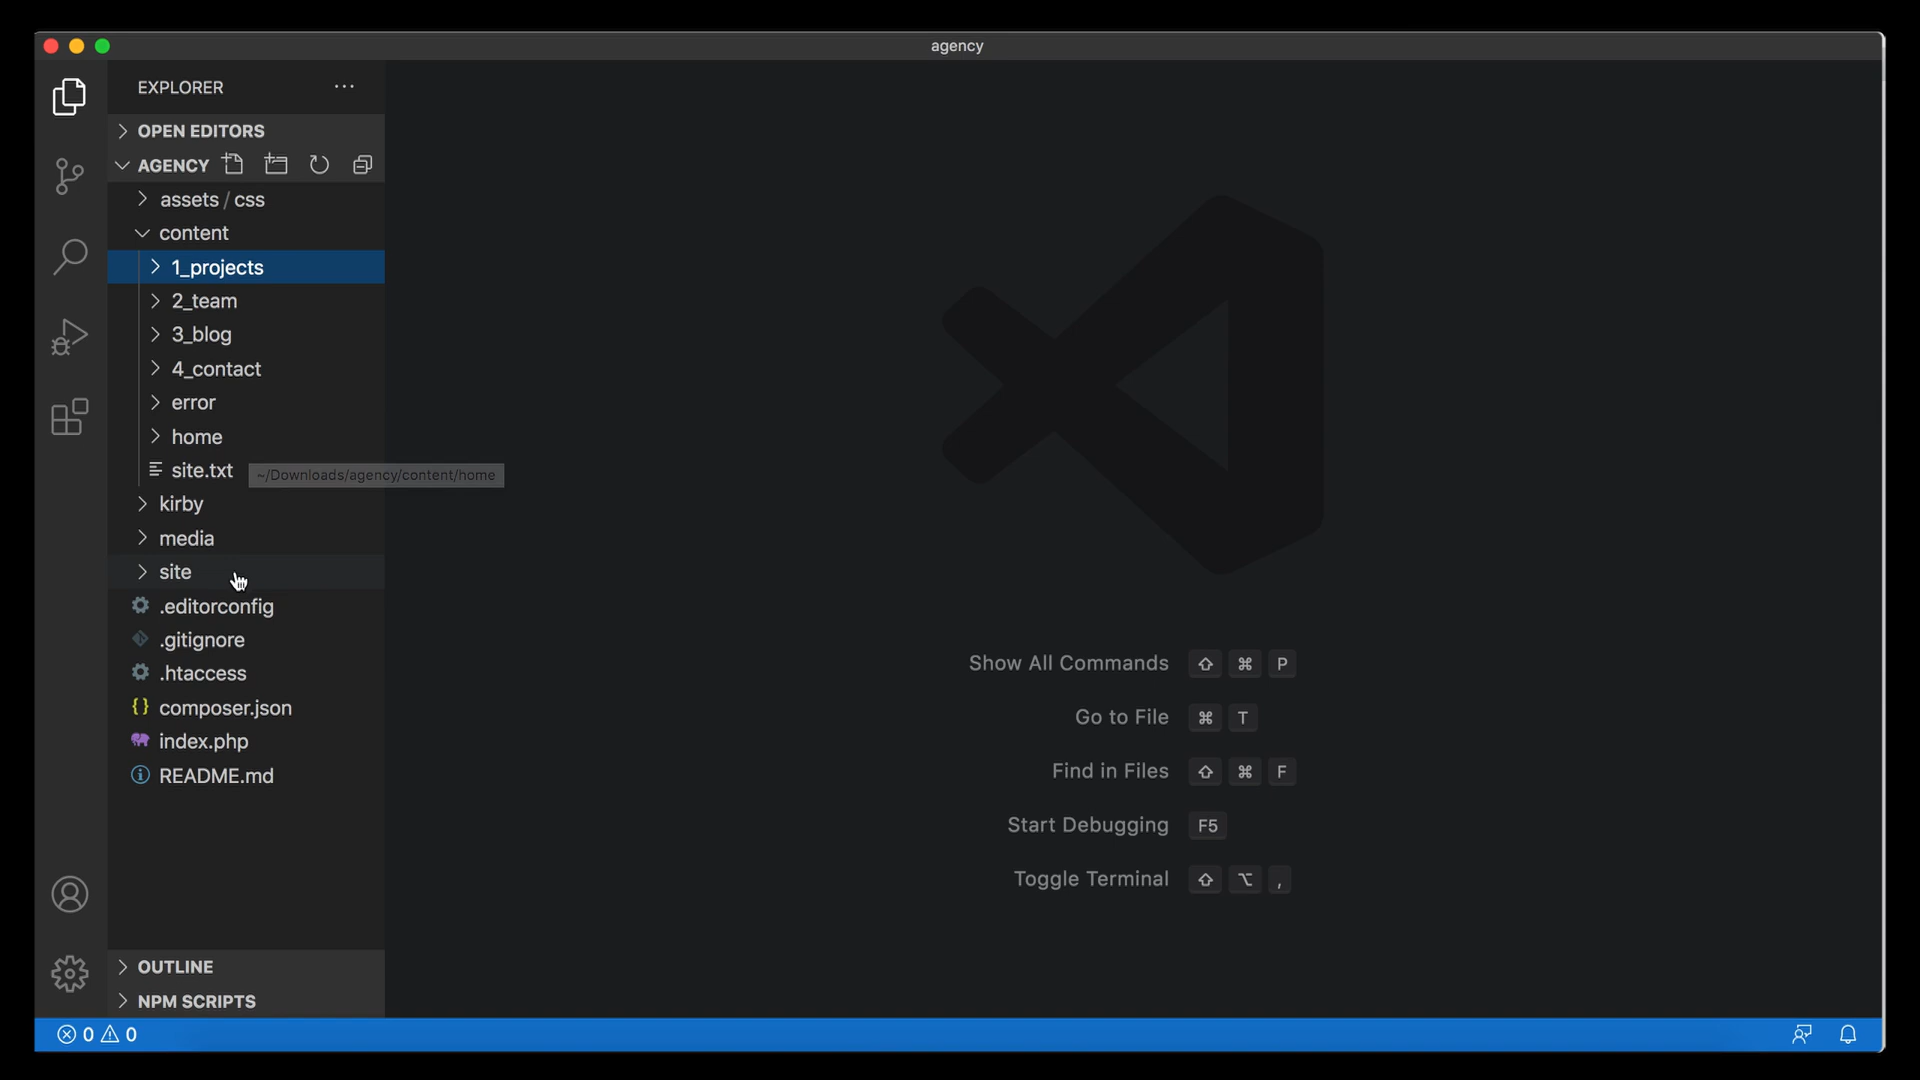 agency
EXPLORER
OPEN EDITORS
AGENCY
assets / css
content
1_projects
2_team
3_blog
4_contact
error
home
site.txt
~/Downloads/agency/content/home
kirby
media
site
.editorconfig
.gitignore
.htaccess
composer.json
index.php
README.md
Show All Commands ⇧ ⌘ P
Go to File ⌘ T
Find in Files ⇧ ⌘ F
Start Debugging F5
Toggle Terminal ⇧ ⌥ ,
OUTLINE
NPM SCRIPTS
0 0